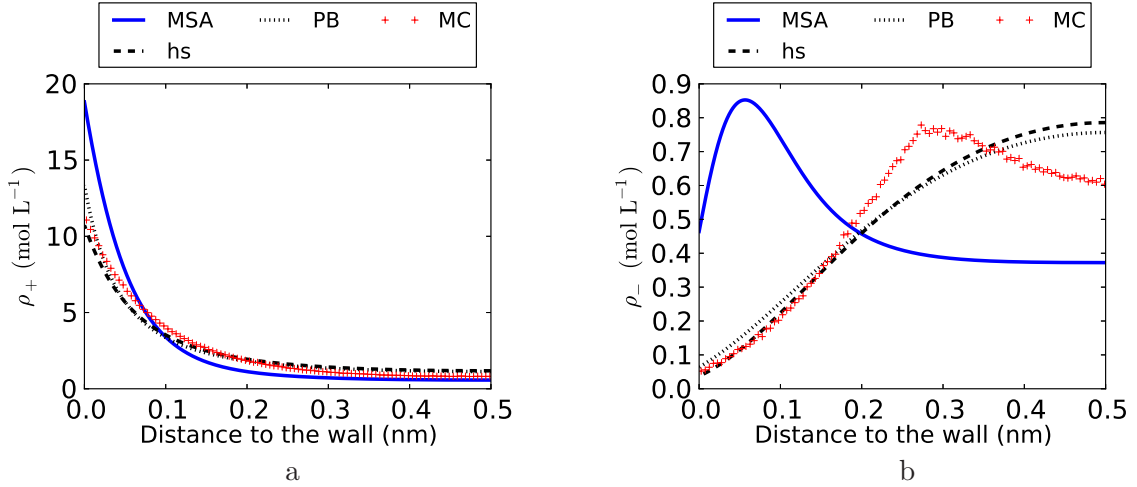 MSA PB MC
hs
ρ₊ (mol L⁻¹)
20
15
10
5
0
0.0 0.1 0.2 0.3 0.4 0.5
Distance to the wall (nm)
a
MSA PB MC
hs
ρ₋ (mol L⁻¹)
0.9
0.8
0.7
0.6
0.5
0.4
0.3
0.2
0.1
0.0
0.0 0.1 0.2 0.3 0.4 0.5
Distance to the wall (nm)
b